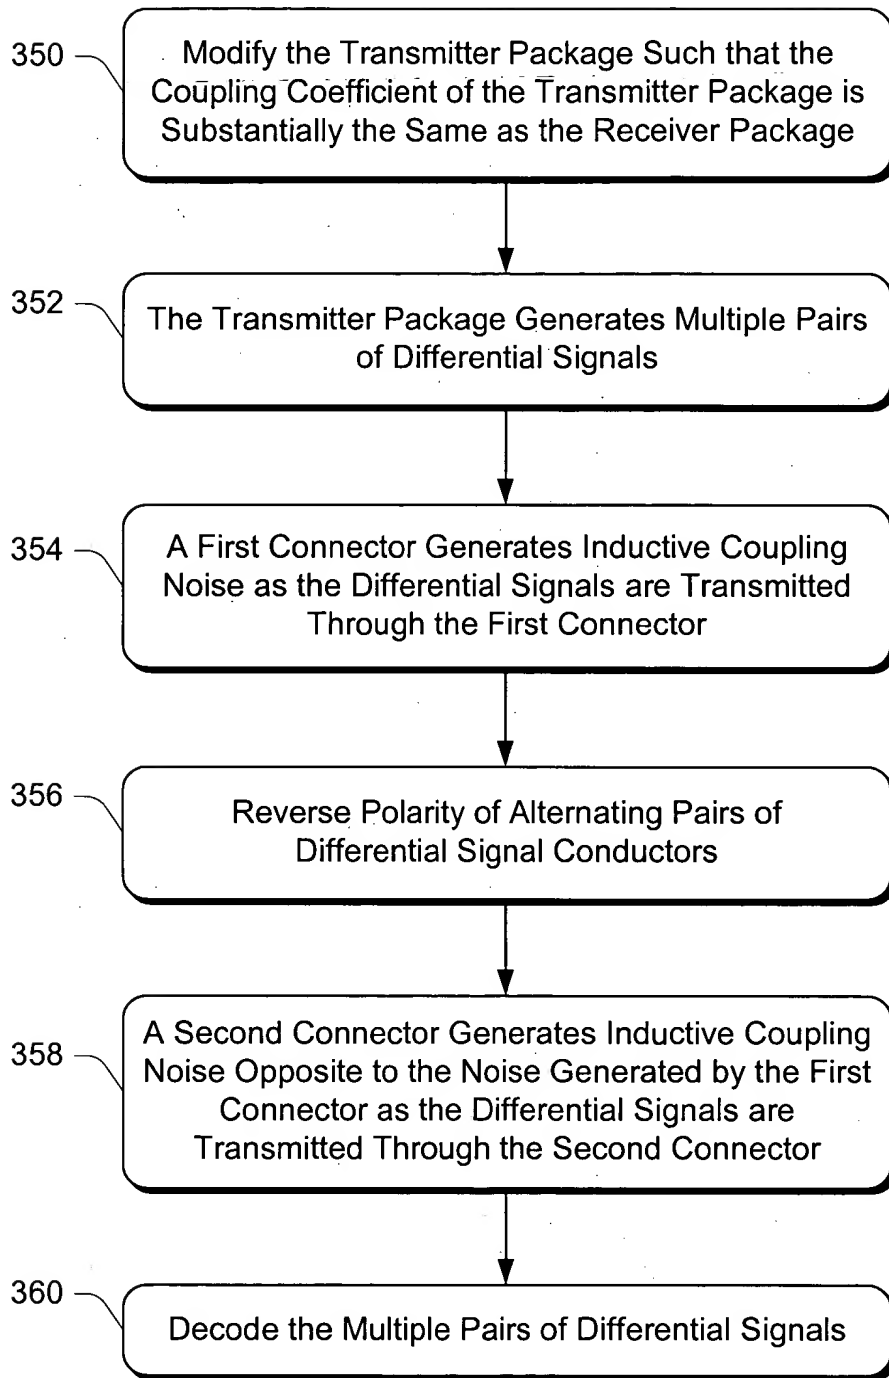 350
Modify the Transmitter Package Such that the
Coupling Coefficient of the Transmitter Package is
Substantially the Same as the Receiver Package
352
The Transmitter Package Generates Multiple Pairs
of Differential Signals
354
A First Connector Generates Inductive Coupling
Noise as the Differential Signals are Transmitted
Through the First Connector
356
Reverse Polarity of Alternating Pairs of
Differential Signal Conductors
358
A Second Connector Generates Inductive Coupling
Noise Opposite to the Noise Generated by the First
Connector as the Differential Signals are
Transmitted Through the Second Connector
360
Decode the Multiple Pairs of Differential Signals